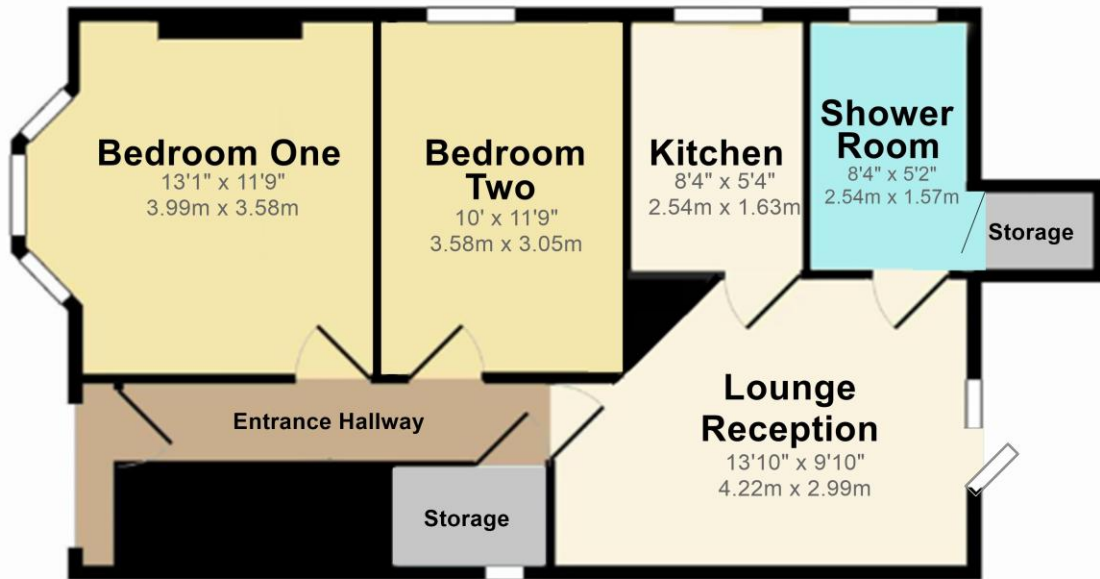 Bedroom One
13'1" x 11'9"
3.99m x 3.58m
Bedroom
Two
10' x 11'9"
3.58m x 3.05m
Kitchen
8'4" x 5'4"
2.54m x 1.63m
Shower
Room
8'4" x 5'2"
2.54m x 1.57m
Storage
Entrance Hallway
Storage
Lounge
Reception
13'10" x 9'10"
4.22m x 2.99m